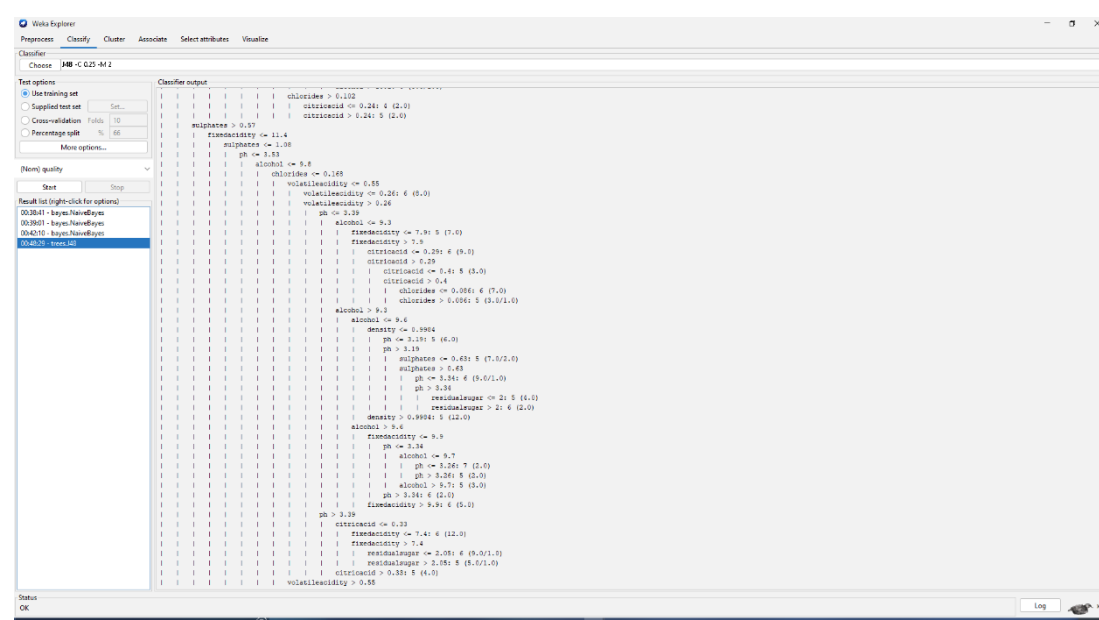 Weka Explorer
Preprocess Classify Cluster Associate Select attributes Visualize
Classifier
Choose J48 -C 0.25 -M 2
Test options
Use training set
Supplied test set Set...
Cross-validation Folds 10
Percentage split % 66
More options...
(Nom) quality
Start Stop
Result list (right-click for options)
00:38:41 - bayes.NaiveBayes
00:39:01 - bayes.NaiveBayes
00:42:10 - bayes.NaiveBayes
00:48:29 - trees.J48
Classifier output
| | | | | | | | chlorides > 0.102
| | | | | | | | | citricacid <= 0.24: 6 (2.0)
| | | | | | | | | citricacid > 0.24: 5 (2.0)
| | sulphates > 0.57
| | | fixedacidity <= 11.4
| | | | sulphates <= 1.08
| | | | | ph <= 3.53
| | | | | | alcohol <= 9.8
| | | | | | | chlorides <= 0.168
| | | | | | | | volatileacidity <= 0.55
| | | | | | | | | volatileacidity <= 0.26: 6 (8.0)
| | | | | | | | | volatileacidity > 0.26
| | | | | | | | | | ph <= 3.39
| | | | | | | | | | | alcohol <= 9.3
| | | | | | | | | | | | fixedacidity <= 7.9: 5 (7.0)
| | | | | | | | | | | | fixedacidity > 7.9
| | | | | | | | | | | | | citricacid <= 0.29: 6 (9.0)
| | | | | | | | | | | | | citricacid > 0.29
| | | | | | | | | | | | | | citricacid <= 0.4: 5 (3.0)
| | | | | | | | | | | | | | citricacid > 0.4
| | | | | | | | | | | | | | | chlorides <= 0.086: 6 (7.0)
| | | | | | | | | | | | | | | chlorides > 0.086: 5 (3.0/1.0)
| | | | | | | | | | | alcohol > 9.3
| | | | | | | | | | | | alcohol <= 9.6
| | | | | | | | | | | | | density <= 0.9984
| | | | | | | | | | | | | | ph <= 3.19: 5 (6.0)
| | | | | | | | | | | | | | ph > 3.19
| | | | | | | | | | | | | | | sulphates <= 0.63: 5 (7.0/2.0)
| | | | | | | | | | | | | | | sulphates > 0.63
| | | | | | | | | | | | | | | | ph <= 3.34: 6 (9.0/1.0)
| | | | | | | | | | | | | | | | ph > 3.34
| | | | | | | | | | | | | | | | | residualsugar <= 2: 5 (4.0)
| | | | | | | | | | | | | | | | | residualsugar > 2: 6 (2.0)
| | | | | | | | | | | | | density > 0.9984: 5 (12.0)
| | | | | | | | | | | | alcohol > 9.6
| | | | | | | | | | | | | fixedacidity <= 9.9
| | | | | | | | | | | | | | ph <= 3.34
| | | | | | | | | | | | | | | alcohol <= 9.7
| | | | | | | | | | | | | | | | ph <= 3.26: 7 (2.0)
| | | | | | | | | | | | | | | | ph > 3.26: 5 (2.0)
| | | | | | | | | | | | | | | alcohol > 9.7: 5 (3.0)
| | | | | | | | | | | | | | ph > 3.34: 6 (2.0)
| | | | | | | | | | | | | fixedacidity > 9.9: 6 (5.0)
| | | | | | | | | | ph > 3.39
| | | | | | | | | | | citricacid <= 0.33
| | | | | | | | | | | | fixedacidity <= 7.4: 6 (12.0)
| | | | | | | | | | | | fixedacidity > 7.4
| | | | | | | | | | | | | residualsugar <= 2.05: 6 (9.0/1.0)
| | | | | | | | | | | | | residualsugar > 2.05: 5 (5.0/1.0)
| | | | | | | | | | | citricacid > 0.33: 5 (4.0)
| | | | | | | | volatileacidity > 0.55
Status
OK
Log